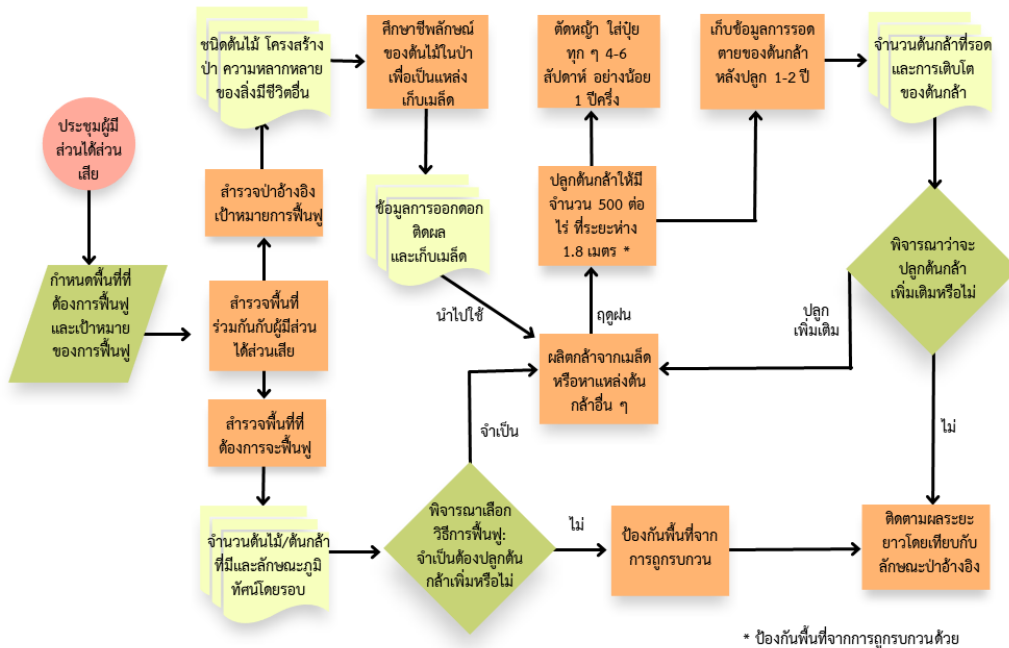 ประชุมผู้มี
ส่วนได้ส่วน
เสีย
กำหนดพื้นที่ที่
ต้องการฟื้นฟู
และเป้าหมาย
ของการฟื้นฟู
ชนิดต้นไม้ โครงสร้าง
ป่า ความหลากหลาย
ของสิ่งมีชีวิตอื่น
สำรวจป่าอ้างอิง
เป้าหมายการฟื้นฟู
สำรวจพื้นที่
ร่วมกันกับผู้มีส่วน
ได้ส่วนเสีย
สำรวจพื้นที่ที่
ต้องการจะฟื้นฟู
จำนวนต้นไม้/ต้นกล้า
ที่มีและลักษณะภูมิ
ทัศน์โดยรอบ
ศึกษาชีพลักษณ์
ของต้นไม้ในป่า
เพื่อเป็นแหล่ง
เก็บเมล็ด
ข้อมูลการออกดอก
ติดผล
และเก็บเมล็ด
นำไปใช้
จำเป็น
พิจารณาเลือก
วิธีการฟื้นฟู:
จำเป็นต้องปลูกต้น
กล้าเพิ่มหรือไม่
ไม่
ตัดหญ้า ใส่ปุ๋ย
ทุก ๆ 4-6
สัปดาห์ อย่างน้อย
1 ปีครึ่ง
ปลูกต้นกล้าให้มี
จำนวน 500 ต่อ
ไร่ ที่ระยะห่าง
1.8 เมตร *
ฤดูฝน
ผลิตกล้าจากเมล็ด
หรือหาแหล่งต้น
กล้าอื่น ๆ
ป้องกันพื้นที่จาก
การถูกรบกวน
เก็บข้อมูลการรอด
ตายของต้นกล้า
หลังปลูก 1-2 ปี
จำนวนต้นกล้าที่รอด
และการเติบโต
ของต้นกล้า
พิจารณาว่าจะ
ปลูกต้นกล้า
เพิ่มเติมหรือไม่
ปลูก
เพิ่มเติม
ไม่
ติดตามผลระยะ
ยาวโดยเทียบกับ
ลักษณะป่าอ้างอิง
* ป้องกันพื้นที่จากการถูกรบกวนด้วย